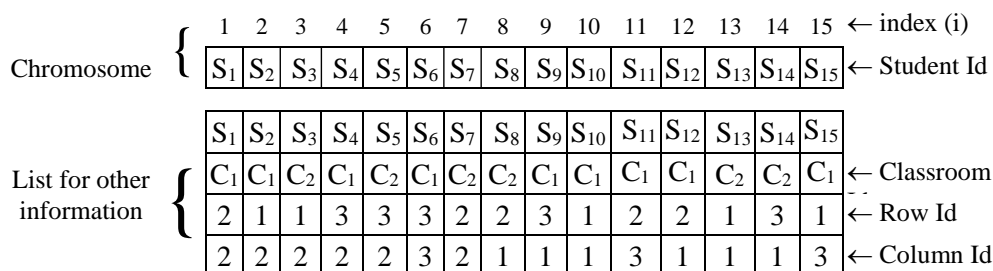 1 2 3 4 5 6 7 8 9 10 11 12 13 14 15 ← index (i)
Chromosome { S₁ S₂ S₃ S₄ S₅ S₆ S₇ S₈ S₉ S₁₀ S₁₁ S₁₂ S₁₃ S₁₄ S₁₅ ← Student Id
S₁ S₂ S₃ S₄ S₅ S₆ S₇ S₈ S₉ S₁₀ S₁₁ S₁₂ S₁₃ S₁₄ S₁₅
List for other information { C₁ C₁ C₂ C₁ C₂ C₁ C₂ C₂ C₁ C₁ C₁ C₁ C₂ C₂ C₁ ← Classroom
2 1 1 3 3 3 2 2 3 1 2 2 1 3 1 ← Row Id
2 2 2 2 2 3 2 1 1 1 3 1 1 1 3 ← Column Id